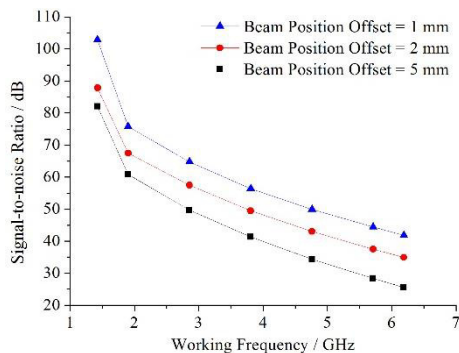 Beam Position Offset = 1 mm
Beam Position Offset = 2 mm
Beam Position Offset = 5 mm
Signal-to-noise Ratio / dB
110
100
90
80
70
60
50
40
30
20
1 2 3 4 5 6 7
Working Frequency / GHz